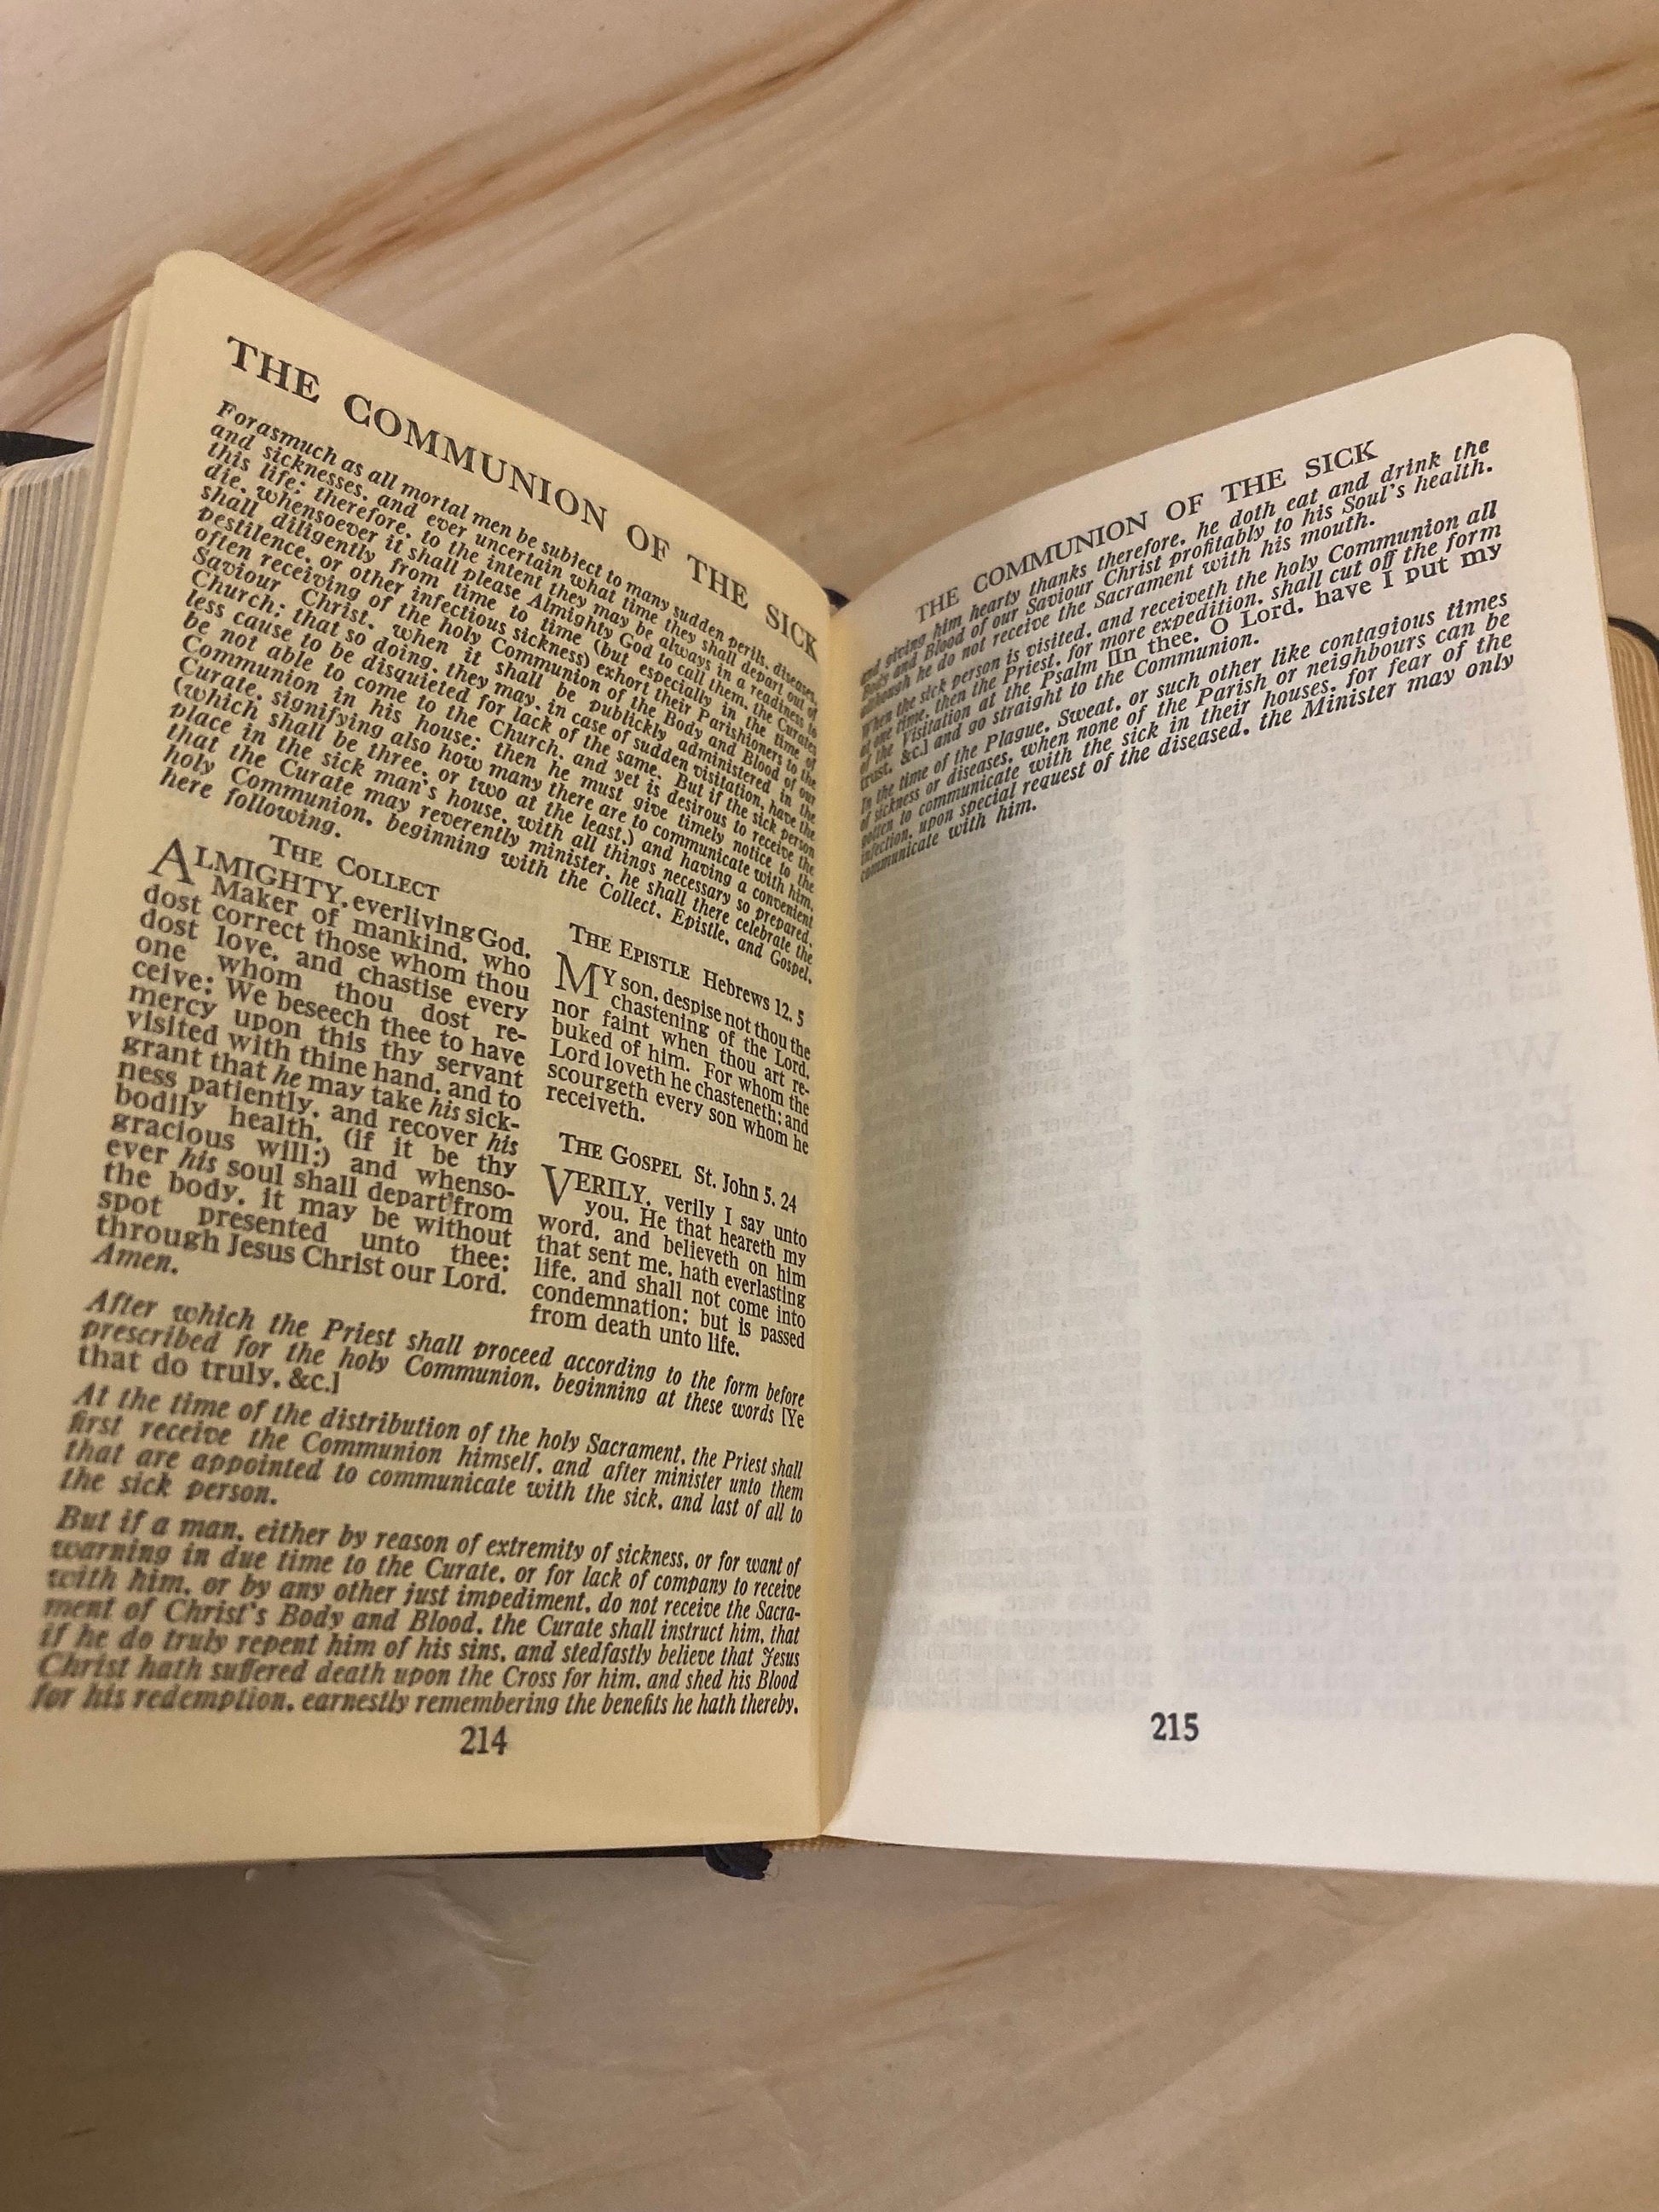 THE COMMUNION OF THE SICK
Forasmuch as all mortal men be subject to many sudden perils, diseases,
and sicknesses, and ever uncertain what time they shall depart out of
this life; therefore, to the intent they may be always in a readiness to
die, whensoever it shall please Almighty God to call them, the Curates
shall diligently from time to time (but especially in the time of
pestilence, or other infectious sickness) exhort their Parishioners to the
often receiving of the holy Communion of the Body and Blood of our
Saviour Christ, when it shall be publickly administered in the
Church; that so doing, they may, in case of sudden visitation, have the
less cause to be disquieted for lack of the same. But if the sick person
be not able to come to the Church, and yet is desirous to receive the
Communion in his house; then he must give timely notice to the
Curate, signifying also how many there are to communicate with him,
(which shall be three, or two at the least,) and having a convenient
place in the sick man's house, with all things necessary so prepared,
that the Curate may reverently minister, he shall there celebrate the
holy Communion, beginning with the Collect, Epistle, and Gospel,
here following.
THE COLLECT
ALMIGHTY, everliving God,
Maker of mankind, who
dost correct those whom thou
dost love, and chastise every
one whom thou dost re-
ceive; We beseech thee to have
mercy upon this thy servant
visited with thine hand, and to
grant that he may take his sick-
ness patiently, and recover his
bodily health, (if it be thy
gracious will;) and whenso-
ever his soul shall depart from
the body, it may be without
spot presented unto thee;
through Jesus Christ our Lord.
Amen.
THE EPISTLE Hebrews 12. 5
MY son, despise not thou the
chastening of the Lord,
nor faint when thou art re-
buked of him. For whom the
Lord loveth he chasteneth; and
scourgeth every son whom he
receiveth.
THE GOSPEL St. John 5. 24
VERILY, verily I say unto
you, He that heareth my
word, and believeth on him
that sent me, hath everlasting
life, and shall not come into
condemnation; but is passed
from death unto life.
After which the Priest shall proceed according to the form before
prescribed for the holy Communion, beginning at these words [Ye
that do truly, &c.]
At the time of the distribution of the holy Sacrament, the Priest shall
first receive the Communion himself, and after minister unto them
that are appointed to communicate with the sick, and last of all to
the sick person.
But if a man, either by reason of extremity of sickness, or for want of
warning in due time to the Curate, or for lack of company to receive
with him, or by any other just impediment, do not receive the Sacra-
ment of Christ's Body and Blood, the Curate shall instruct him, that
if he do truly repent him of his sins, and stedfastly believe that Jesus
Christ hath suffered death upon the Cross for him, and shed his Blood
for his redemption, earnestly remembering the benefits he hath thereby,
214
THE COMMUNION OF THE SICK
and giving him hearty thanks therefore, he doth eat and drink the
Body and Blood of our Saviour Christ profitably to his Soul's health,
although he do not receive the Sacrament with his mouth.
When the sick person is visited, and receiveth the holy Communion all
at one time, then the Priest, for more expedition, shall cut off the form
of the Visitation at the Psalm [In thee, O Lord, have I put my
trust, &c.] and go straight to the Communion.
In the time of the Plague, Sweat, or such other like contagious times
of sickness or diseases, when none of the Parish or neighbours can be
gotten to communicate with the sick in their houses, for fear of the
infection, upon special request of the diseased, the Minister may only
communicate with him.
215